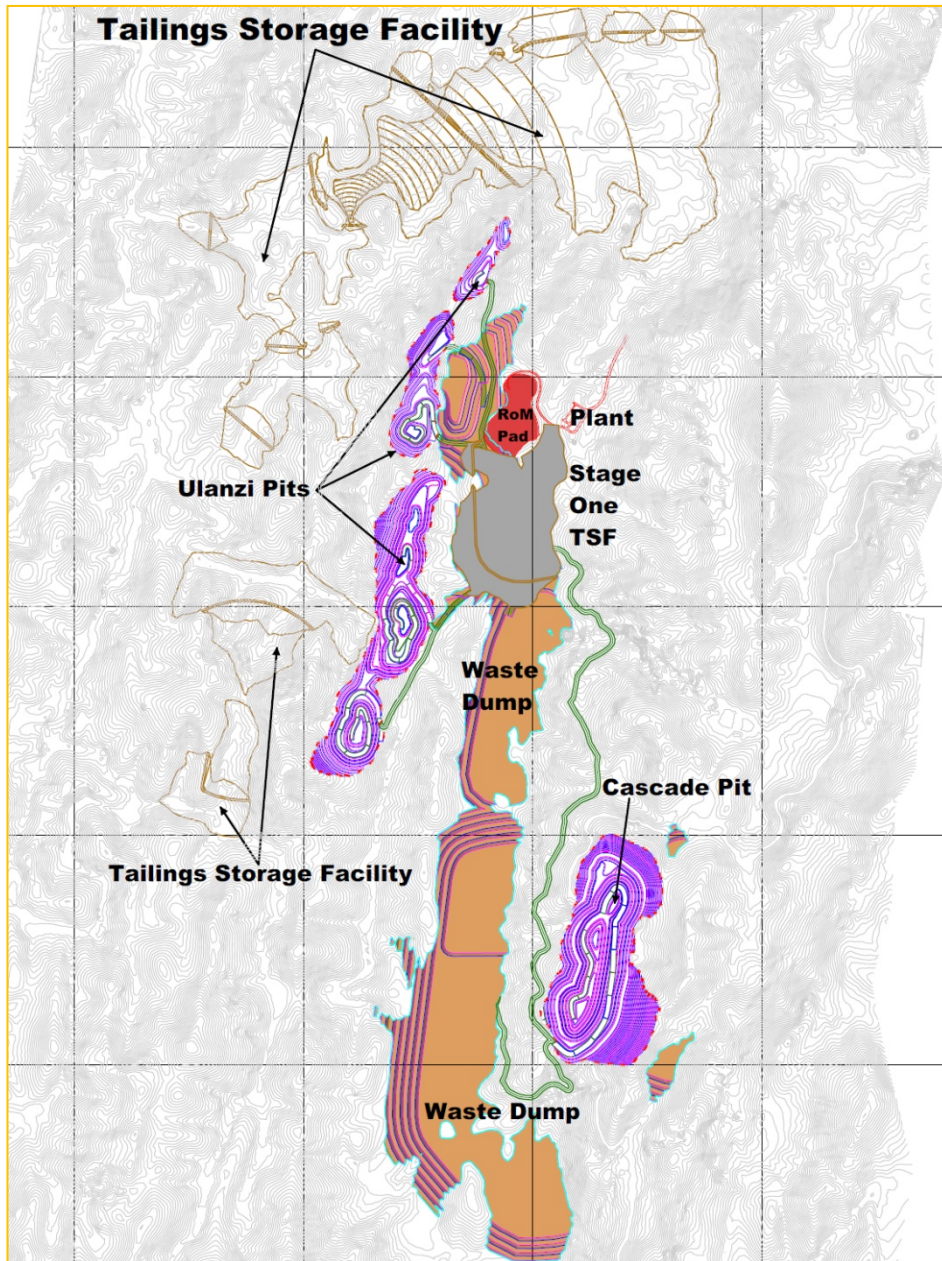 Tailings Storage Facility
RoM
Pad
Plant
Ulanzi Pits
Stage
One
TSF
Waste
Dump
Cascade Pit
Tailings Storage Facility
Waste Dump